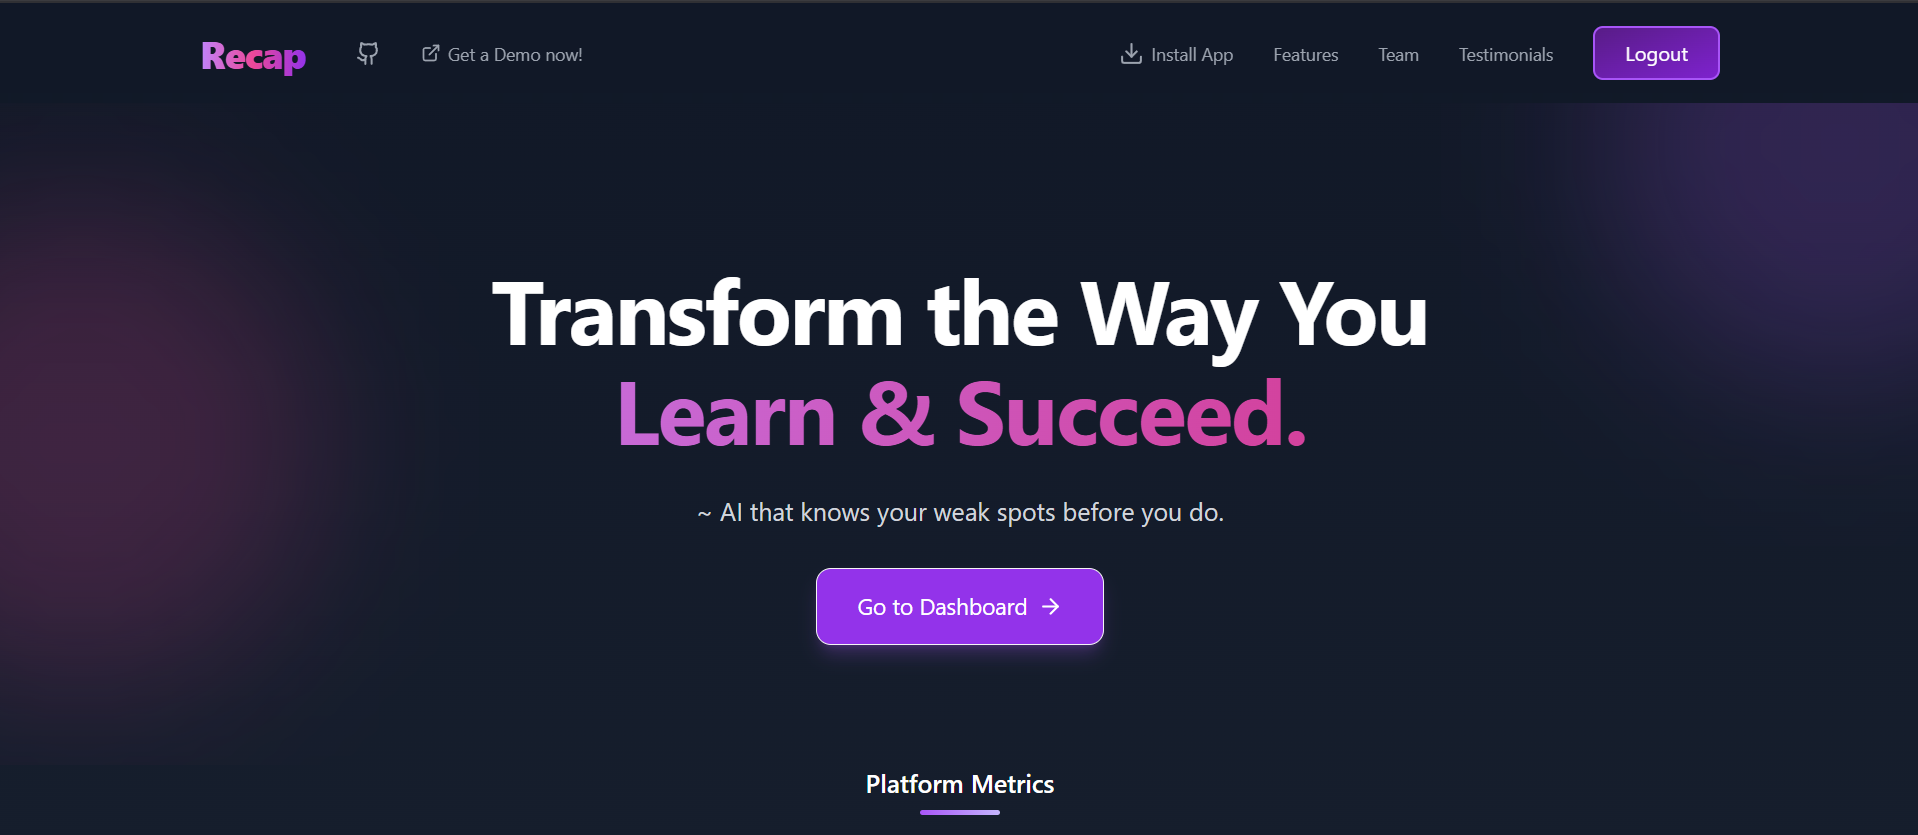 Recap
Get a Demo now!
Install App
Features
Team
Testimonials
Logout
Transform the Way You
Learn & Succeed.
~ AI that knows your weak spots before you do.
Go to Dashboard
Platform Metrics